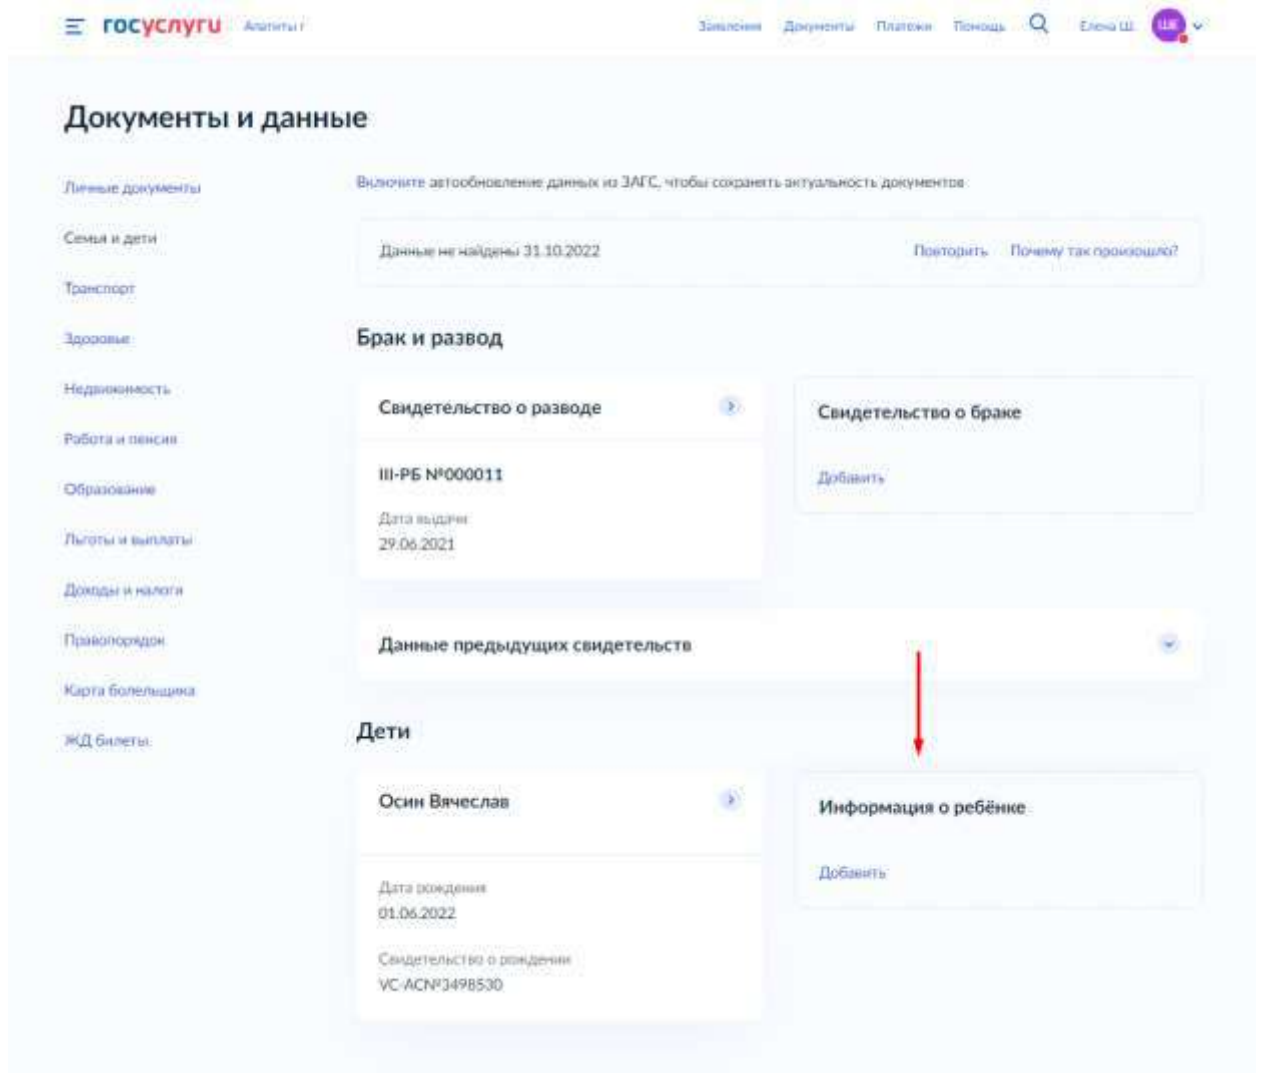 госуслуги Апатиты г Заявления Документы Платежи Помощь Елена Ш. ШЕ
Документы и данные
Личные документы
Семья и дети
Транспорт
Здоровье
Недвижимость
Работа и пенсия
Образование
Льготы и выплаты
Доходы и налоги
Правопорядок
Карта болельщика
ЖД билеты
Включите автообновление данных из ЗАГС, чтобы сохранять актуальность документов
Данные не найдены 31.10.2022 Повторить Почему так произошло?
Брак и развод
Свидетельство о разводе
III-РБ №000011
Дата выдачи
29.06.2021
Свидетельство о браке
Добавить
Данные предыдущих свидетельств
Дети
Осин Вячеслав
Дата рождения
01.06.2022
Свидетельство о рождении
VC-АС№3498530
Информация о ребёнке
Добавить